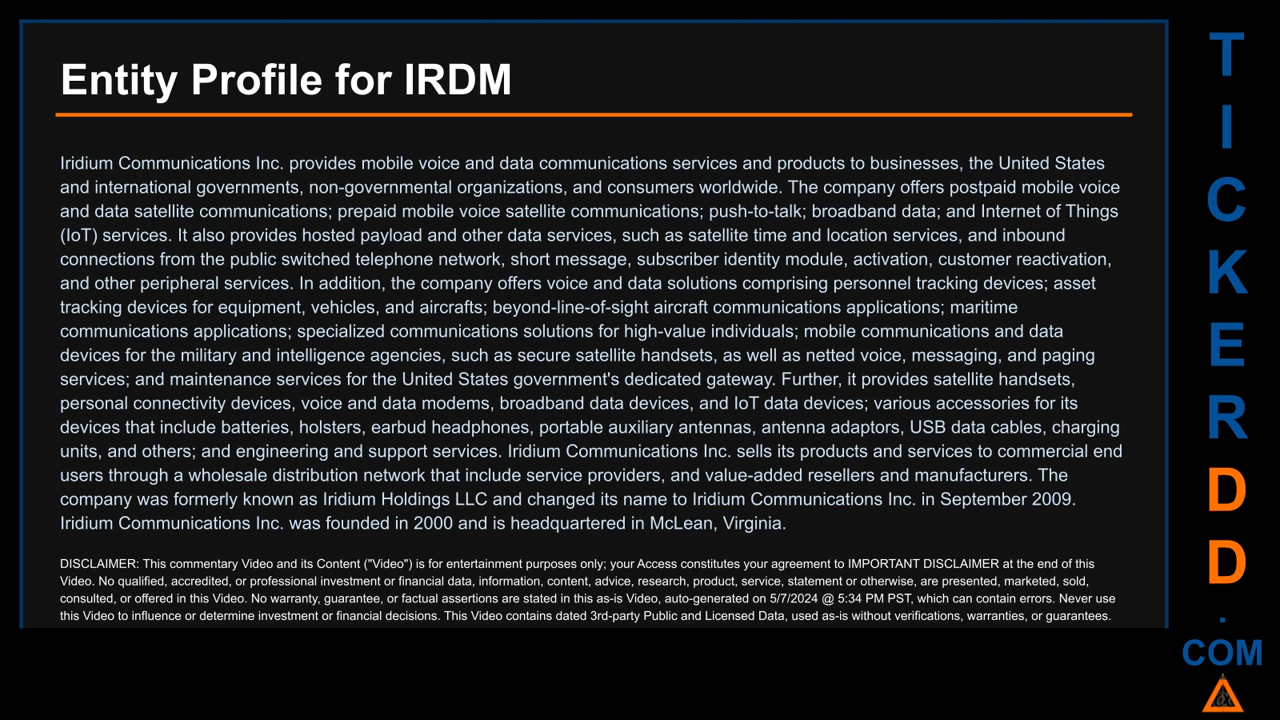 Entity Profile for IRDM
Iridium Communications Inc. provides mobile voice and data communications services and products to businesses, the United States
and international governments, non-governmental organizations, and consumers worldwide. The company offers postpaid mobile voice
and data satellite communications; prepaid mobile voice satellite communications; push-to-talk; broadband data; and Internet of Things
(IoT) services. It also provides hosted payload and other data services, such as satellite time and location services, and inbound
connections from the public switched telephone network, short message, subscriber identity module, activation, customer reactivation,
and other peripheral services. In addition, the company offers voice and data solutions comprising personnel tracking devices; asset
tracking devices for equipment, vehicles, and aircrafts; beyond-line-of-sight aircraft communications applications; maritime
communications applications; specialized communications solutions for high-value individuals; mobile communications and data
devices for the military and intelligence agencies, such as secure satellite handsets, as well as netted voice, messaging, and paging
services; and maintenance services for the United States government's dedicated gateway. Further, it provides satellite handsets,
personal connectivity devices, voice and data modems, broadband data devices, and IoT data devices; various accessories for its
devices that include batteries, holsters, earbud headphones, portable auxiliary antennas, antenna adaptors, USB data cables, charging
units, and others; and engineering and support services. Iridium Communications Inc. sells its products and services to commercial end
users through a wholesale distribution network that include service providers, and value-added resellers and manufacturers. The
company was formerly known as Iridium Holdings LLC and changed its name to Iridium Communications Inc. in September 2009.
Iridium Communications Inc. was founded in 2000 and is headquartered in McLean, Virginia.
DISCLAIMER: This commentary Video and its Content ("Video") is for entertainment purposes only; your Access constitutes your agreement to IMPORTANT DISCLAIMER at the end of this
Video. No qualified, accredited, or professional investment or financial data, information, content, advice, research, product, service, statement or otherwise, are presented, marketed, sold,
consulted, or offered in this Video. No warranty, guarantee, or factual assertions are stated in this as-is Video, auto-generated on 5/7/2024 @ 5:34 PM PST, which can contain errors. Never use
this Video to influence or determine investment or financial decisions. This Video contains dated 3rd-party Public and Licensed Data, used as-is without verifications, warranties, or guarantees.
T
I
C
K
E
R
D
D
.
COM